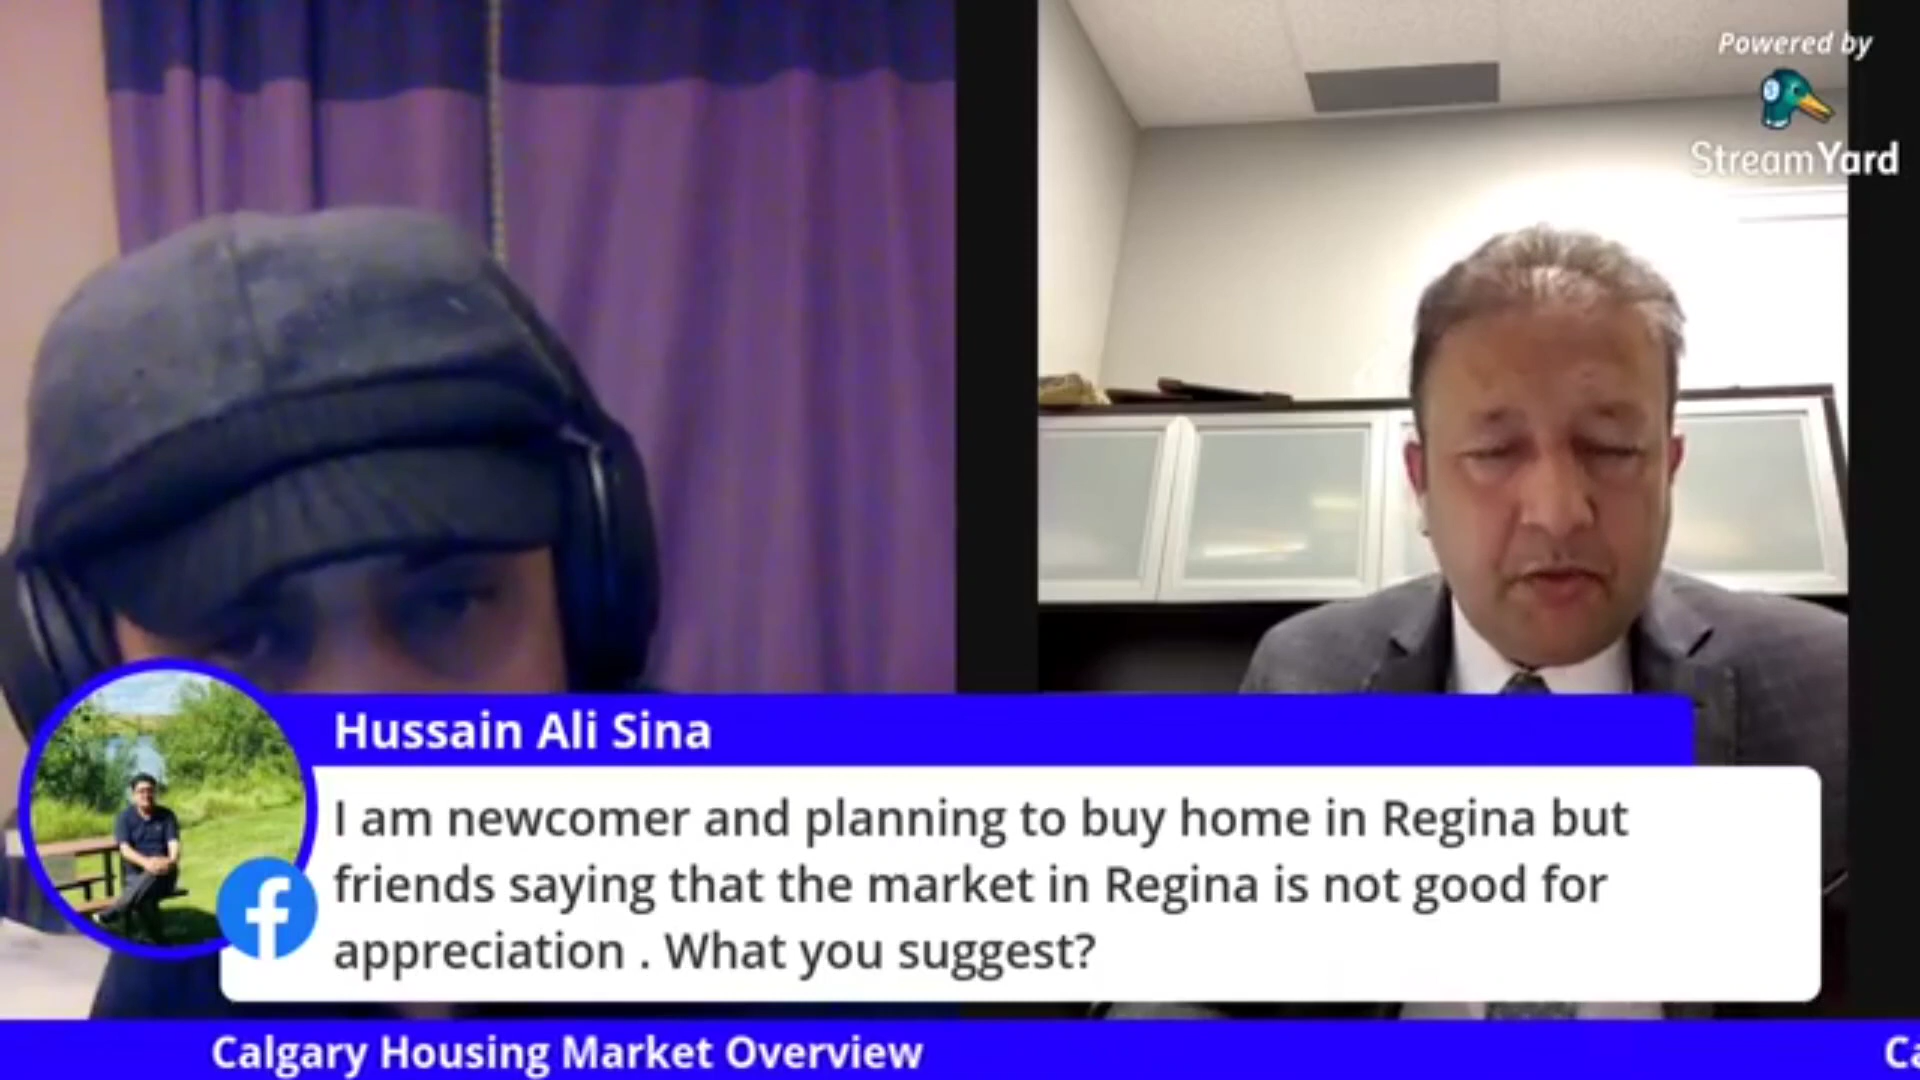 Powered by
StreamYard
Hussain Ali Sina
I am newcomer and planning to buy home in Regina but
friends saying that the market in Regina is not good for
appreciation . What you suggest?
Calgary Housing Market Overview
Ca